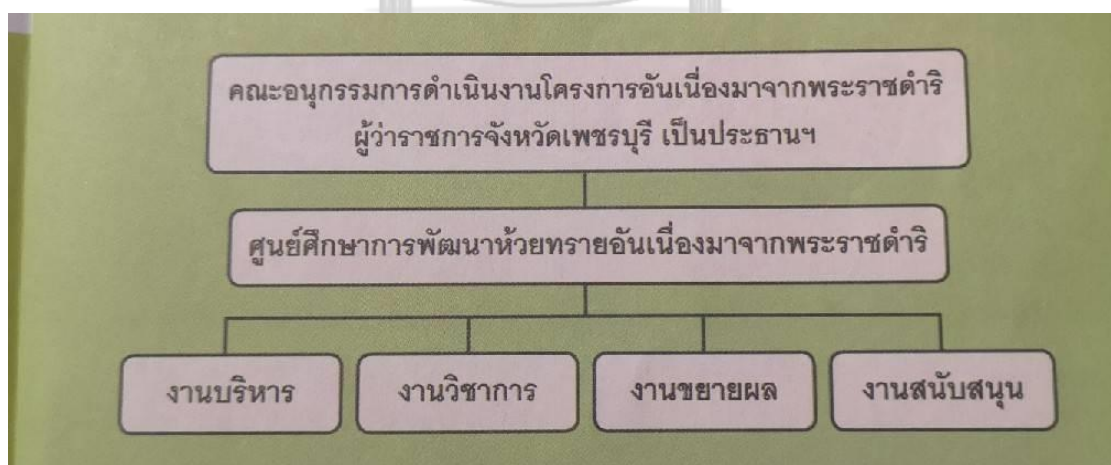 คณะอนุกรรมการดำเนินงานโครงการอันเนื่องมาจากพระราชดำริ
ผู้ว่าราชการจังหวัดเพชรบุรี เป็นประธานฯ
ศูนย์ศึกษาการพัฒนาห้วยทรายอันเนื่องมาจากพระราชดำริ
งานบริหาร
งานวิชาการ
งานขยายผล
งานสนับสนุน